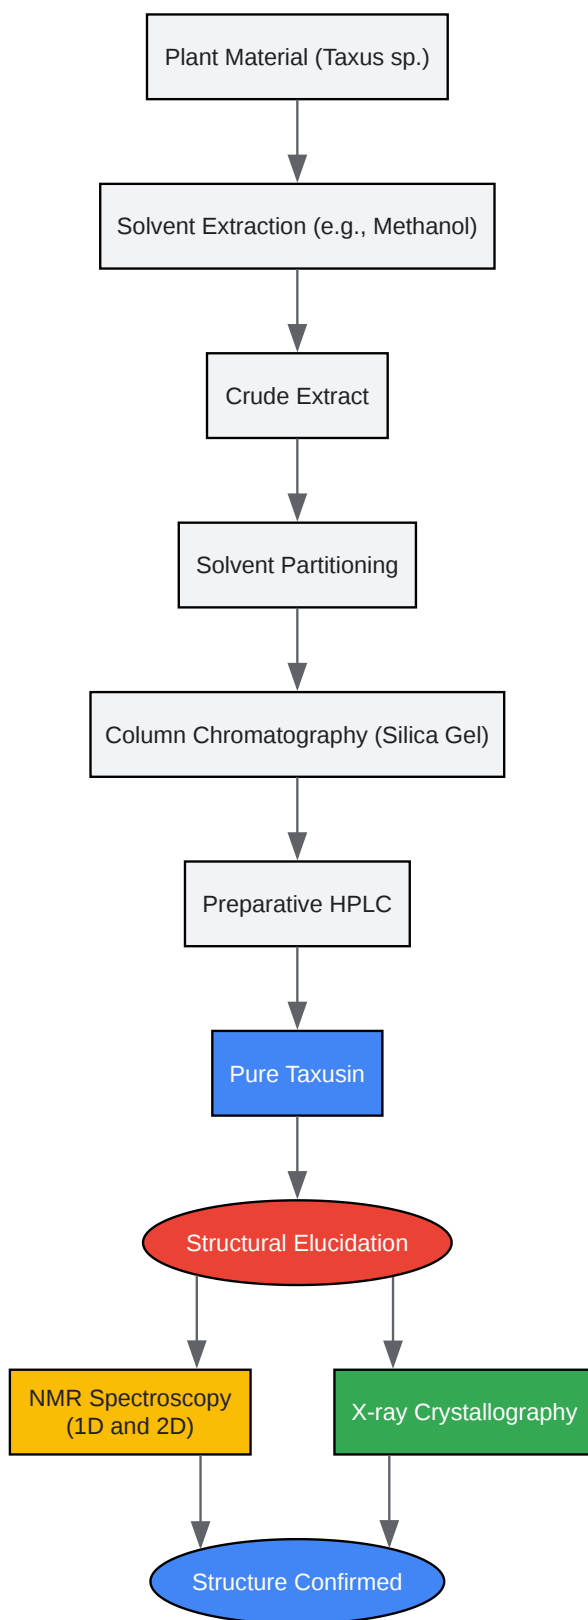 Plant Material (Taxus sp.)
Solvent Extraction (e.g., Methanol)
Crude Extract
Solvent Partitioning
Column Chromatography (Silica Gel)
Preparative HPLC
Pure Taxusin
Structural Elucidation
NMR Spectroscopy
(1D and 2D)
X-ray Crystallography
Structure Confirmed